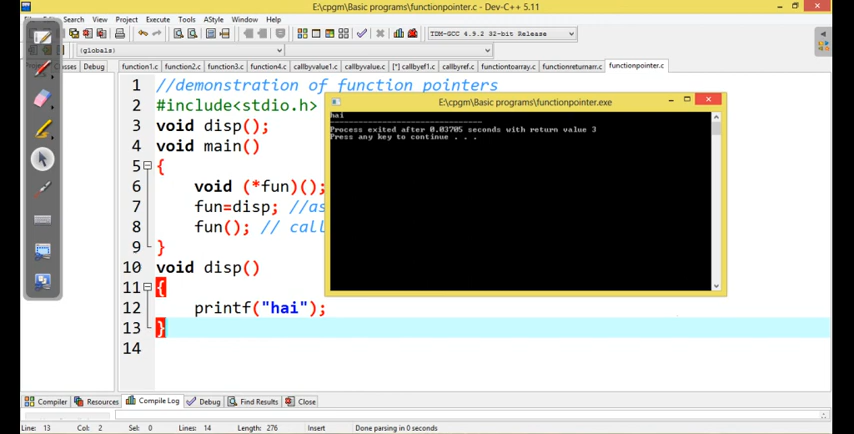 E:\cpgm\Basic programs\functionpointer.c - Dev-C++ 5.11
Search View Project Execute Tools AStyle Window Help
TDM-GCC 4.9.2 32-bit Release
(globals)
Debug function1.c function2.c function3.c function4.c callbyvalue1.c callbyvalue.c [*] callbyef1.c callbyref.c functiontoarray.c functionreturnarr.c functionpointer.c
1 //demonstration of function pointers
2 #include<stdio.h>
3 void disp();
4 void main()
5 {
6 void (*fun)();
7 fun=disp; //as
8 fun(); // call
9 }
10 void disp()
11 {
12 printf("hai");
13 }
14
E:\cpgm\Basic programs\functionpointer.exe
hai
--------------------------------
Process exited after 0.03705 seconds with return value 3
Press any key to continue . . .
Compiler Resources Compile Log Debug Find Results Close
Line: 13 Col: 2 Sel: 0 Lines: 14 Length: 276 Insert Done parsing in 0 seconds